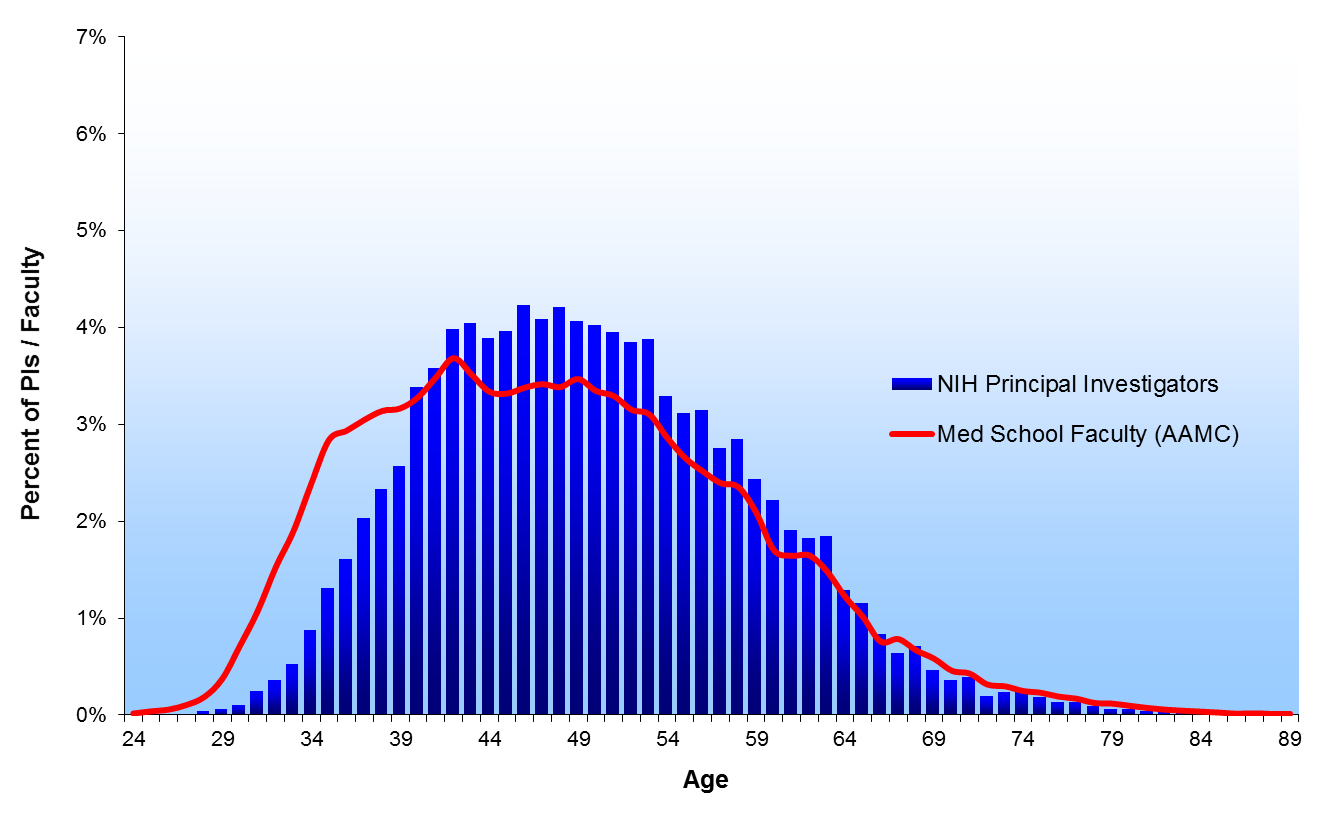 7%
6%
5%
4%
3%
2%
1%
0%
Percent of PIs / Faculty
NIH Principal Investigators
Med School Faculty (AAMC)
24 29 34 39 44 49 54 59 64 69 74 79 84 89
Age